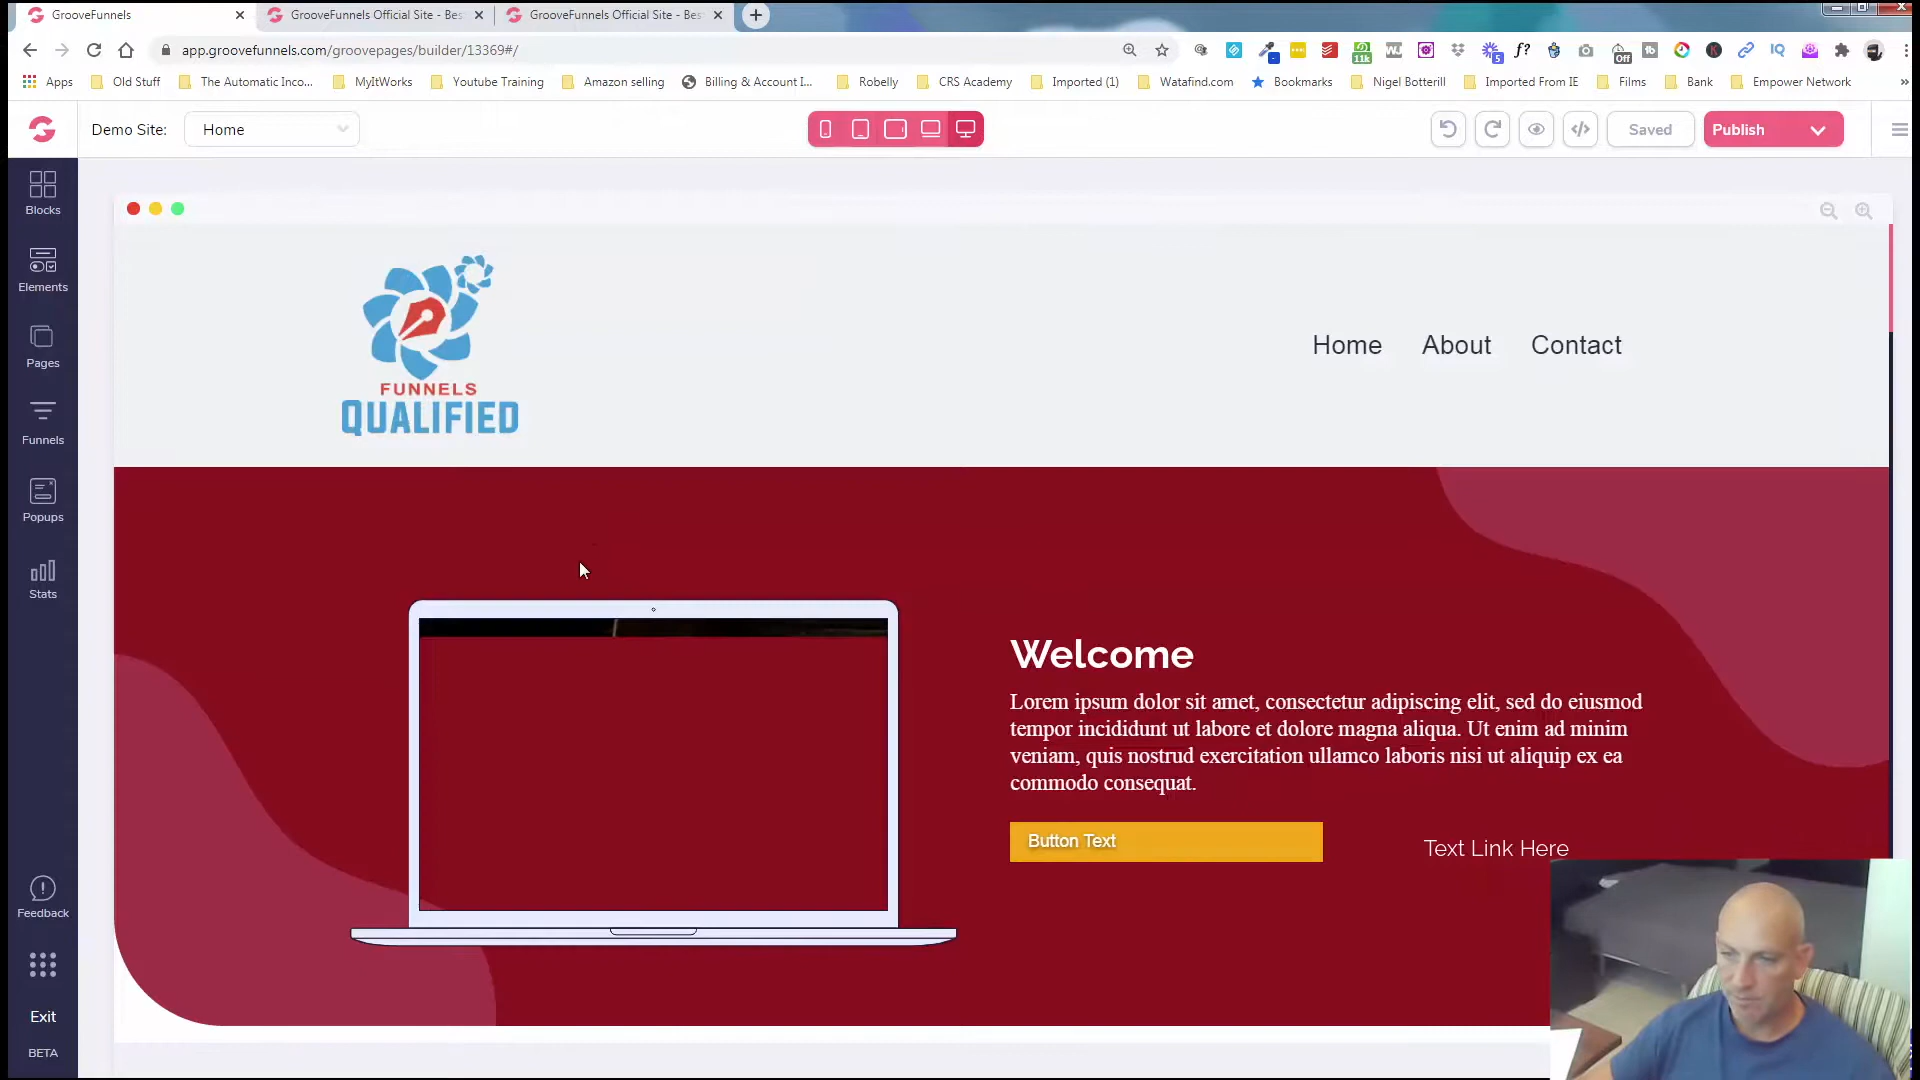 GrooveFunnels
GrooveFunnels Official Site - Bes
GrooveFunnels Official Site - Bes
app.groovefunnels.com/groovepages/builder/13369#/
5
11k
Off
Apps
Old Stuff
The Automatic Inco...
MyItWorks
Youtube Training
Amazon selling
Billing & Account I...
Robelly
CRS Academy
Imported (1)
Watafind.com
Bookmarks
Nigel Botterill
Imported From IE
Films
Bank
Empower Network
»
Demo Site:
Home
Saved
Publish
Blocks
Elements
Pages
Funnels
Popups
Stats
Feedback
Exit
BETA
FUNNELS
QUALIFIED
Home
About
Contact
Welcome
Lorem ipsum dolor sit amet, consectetur adipiscing elit, sed do eiusmod
tempor incididunt ut labore et dolore magna aliqua. Ut enim ad minim
veniam, quis nostrud exercitation ullamco laboris nisi ut aliquip ex ea
commodo consequat.
Button Text
Text Link Here